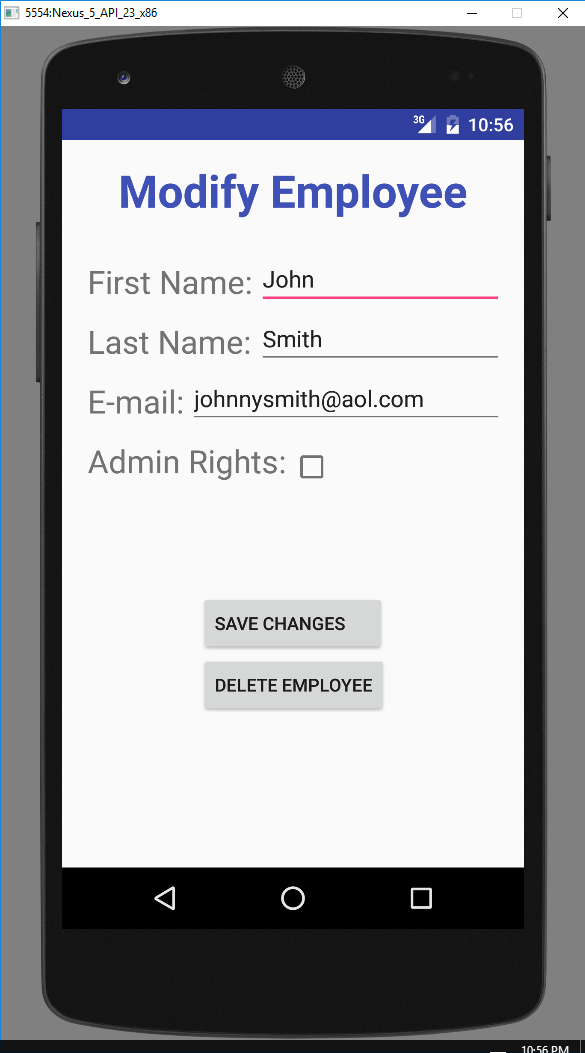 5554:Nexus_5_API_23_x86
3G 10:56
Modify Employee
First Name: John
Last Name: Smith
E-mail: johnnysmith@aol.com
Admin Rights:
SAVE CHANGES
DELETE EMPLOYEE
10:56 PM